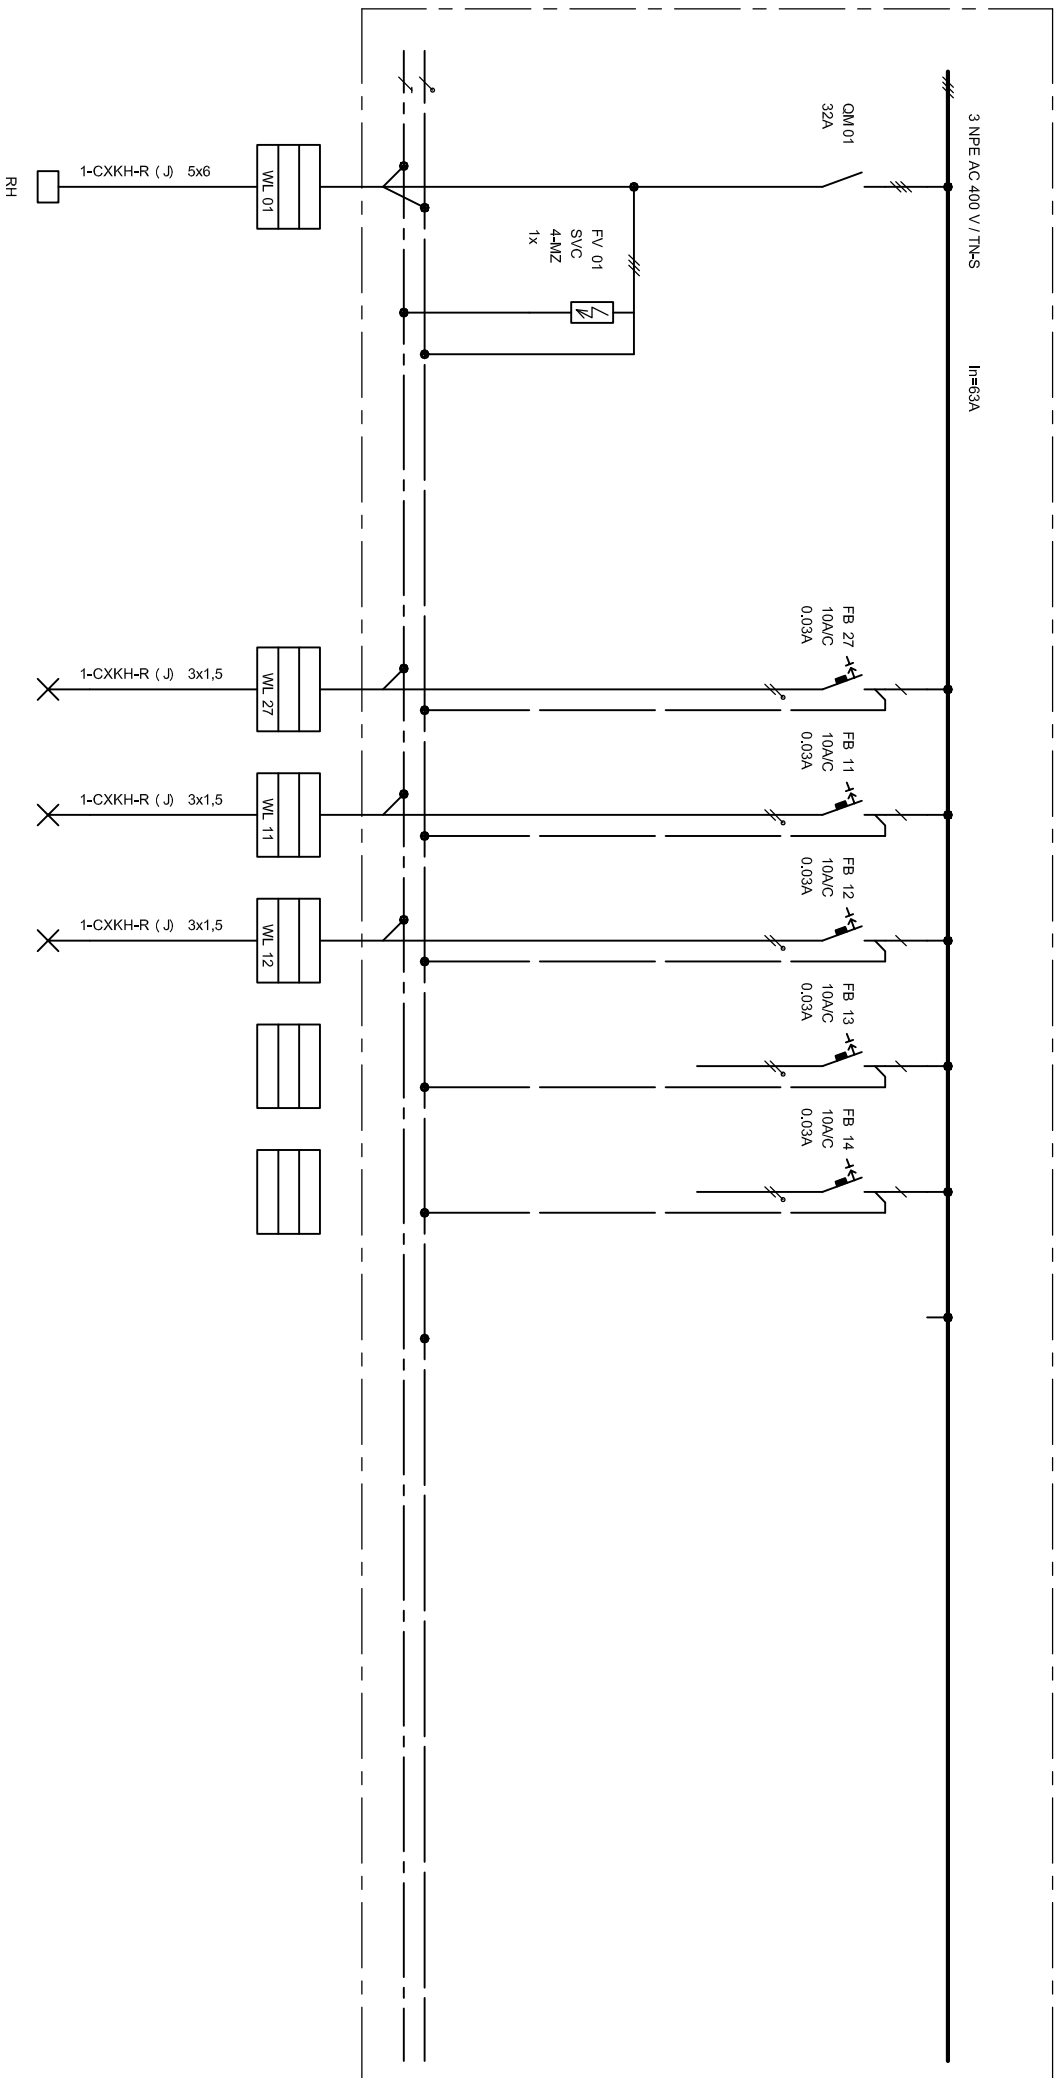 3 NPE AC 400 V / TN-S
In=63A
QM 01
32A
FV 01
SVC
4-MZ
1x
WL 01
1-CXKH-R ( J) 5x6
RH
FB 27
10A/C
0.03A
WL 27
1-CXKH-R ( J) 3x1,5
FB 11
10A/C
0.03A
WL 11
1-CXKH-R ( J) 3x1,5
FB 12
10A/C
0.03A
WL 12
1-CXKH-R ( J) 3x1,5
FB 13
10A/C
0.03A
FB 14
10A/C
0.03A